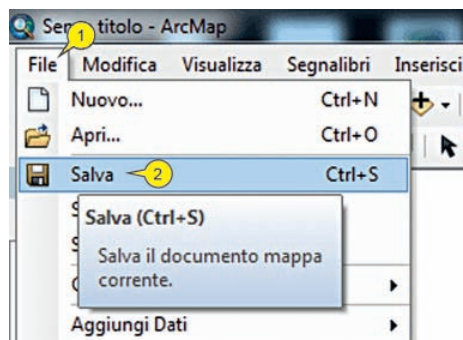 Senza titolo - ArcMap
1
File Modifica Visualizza Segnalibri Inserisci
Nuovo... Ctrl+N
Apri... Ctrl+O
Salva 2 Ctrl+S
S
Salva (Ctrl+S)
Salva il documento mappa
corrente.
S
Aggiungi Dati